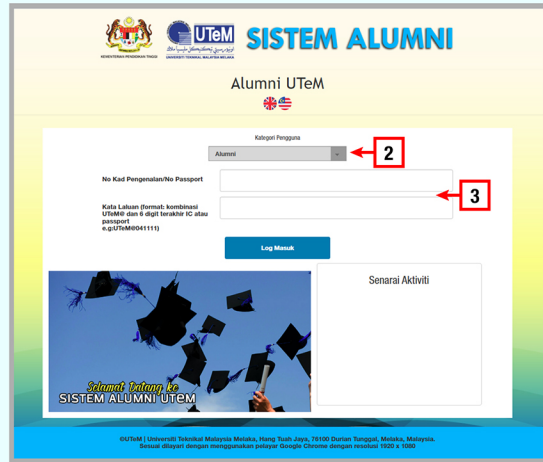 UTeM
SISTEM ALUMNI
KEMENTERIAN PENDIDIKAN TINGGI
UNIVERSITI TEKNIKAL MALAYSIA MELAKA
Alumni UTeM
Kategori Pengguna
Alumni
2
No Kad Pengenalan/No Passport
3
Kata Laluan (format: kombinasi
UTeM@ dan 6 digit terakhir IC atau
passport
e.g:UTeM@041111)
Log Masuk
Senarai Aktiviti
Selamat Datang ke
SISTEM ALUMNI UTeM
©UTeM | Universiti Teknikal Malaysia Melaka, Hang Tuah Jaya, 76100 Durian Tunggal, Melaka, Malaysia.
Sesuai dilayari dengan menggunakan pelayar Google Chrome dengan resolusi 1920 x 1080